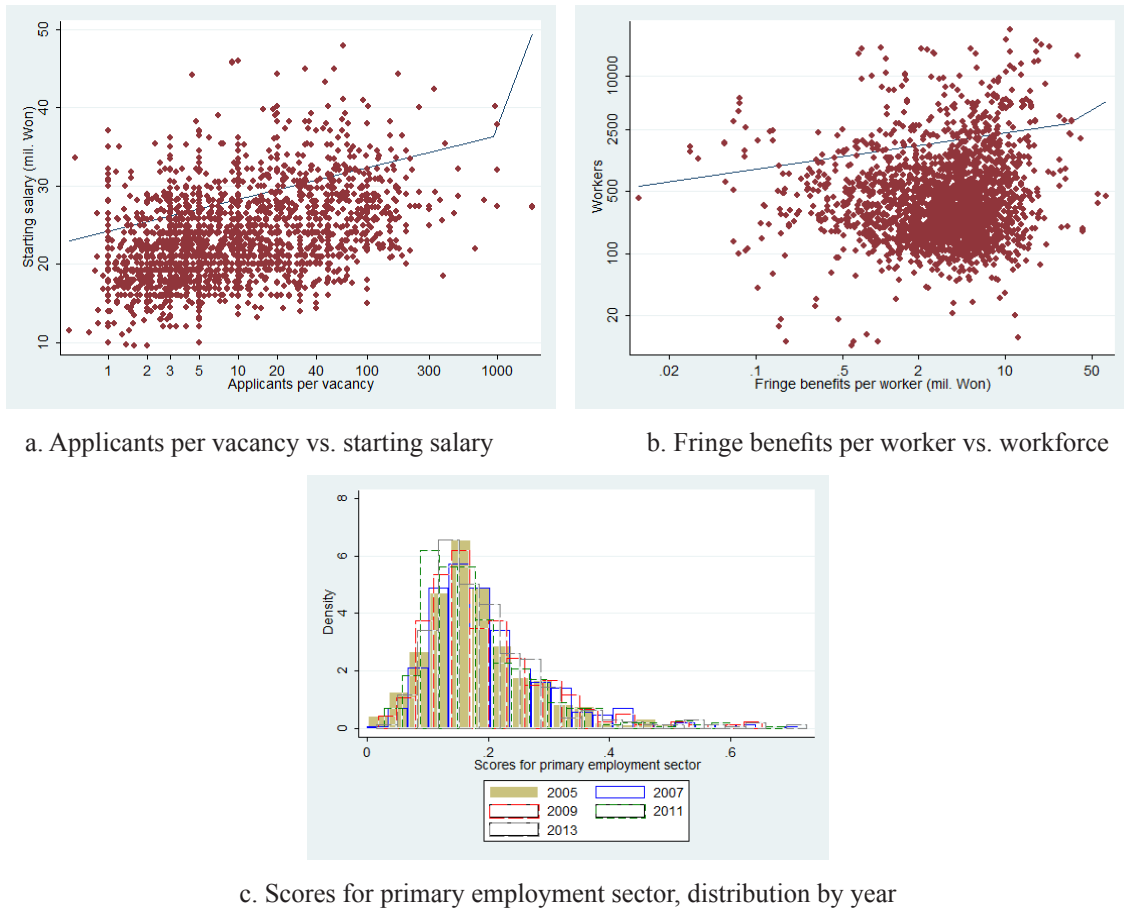 50
40
30
20
10
Starting salary (mil. Won)
1 2 3 5 10 20 40 100 300 1000
Applicants per vacancy
a. Applicants per vacancy vs. starting salary
10000
2500
5000
100
20
Workers
.02 .1 .5 2 10 50
Fringe benefits per worker (mil. Won)
b. Fringe benefits per worker vs. workforce
8
6
4
2
0
Density
0 .2 .4 .6
Scores for primary employment sector
2005 2007
2009 2011
2013
c. Scores for primary employment sector, distribution by year